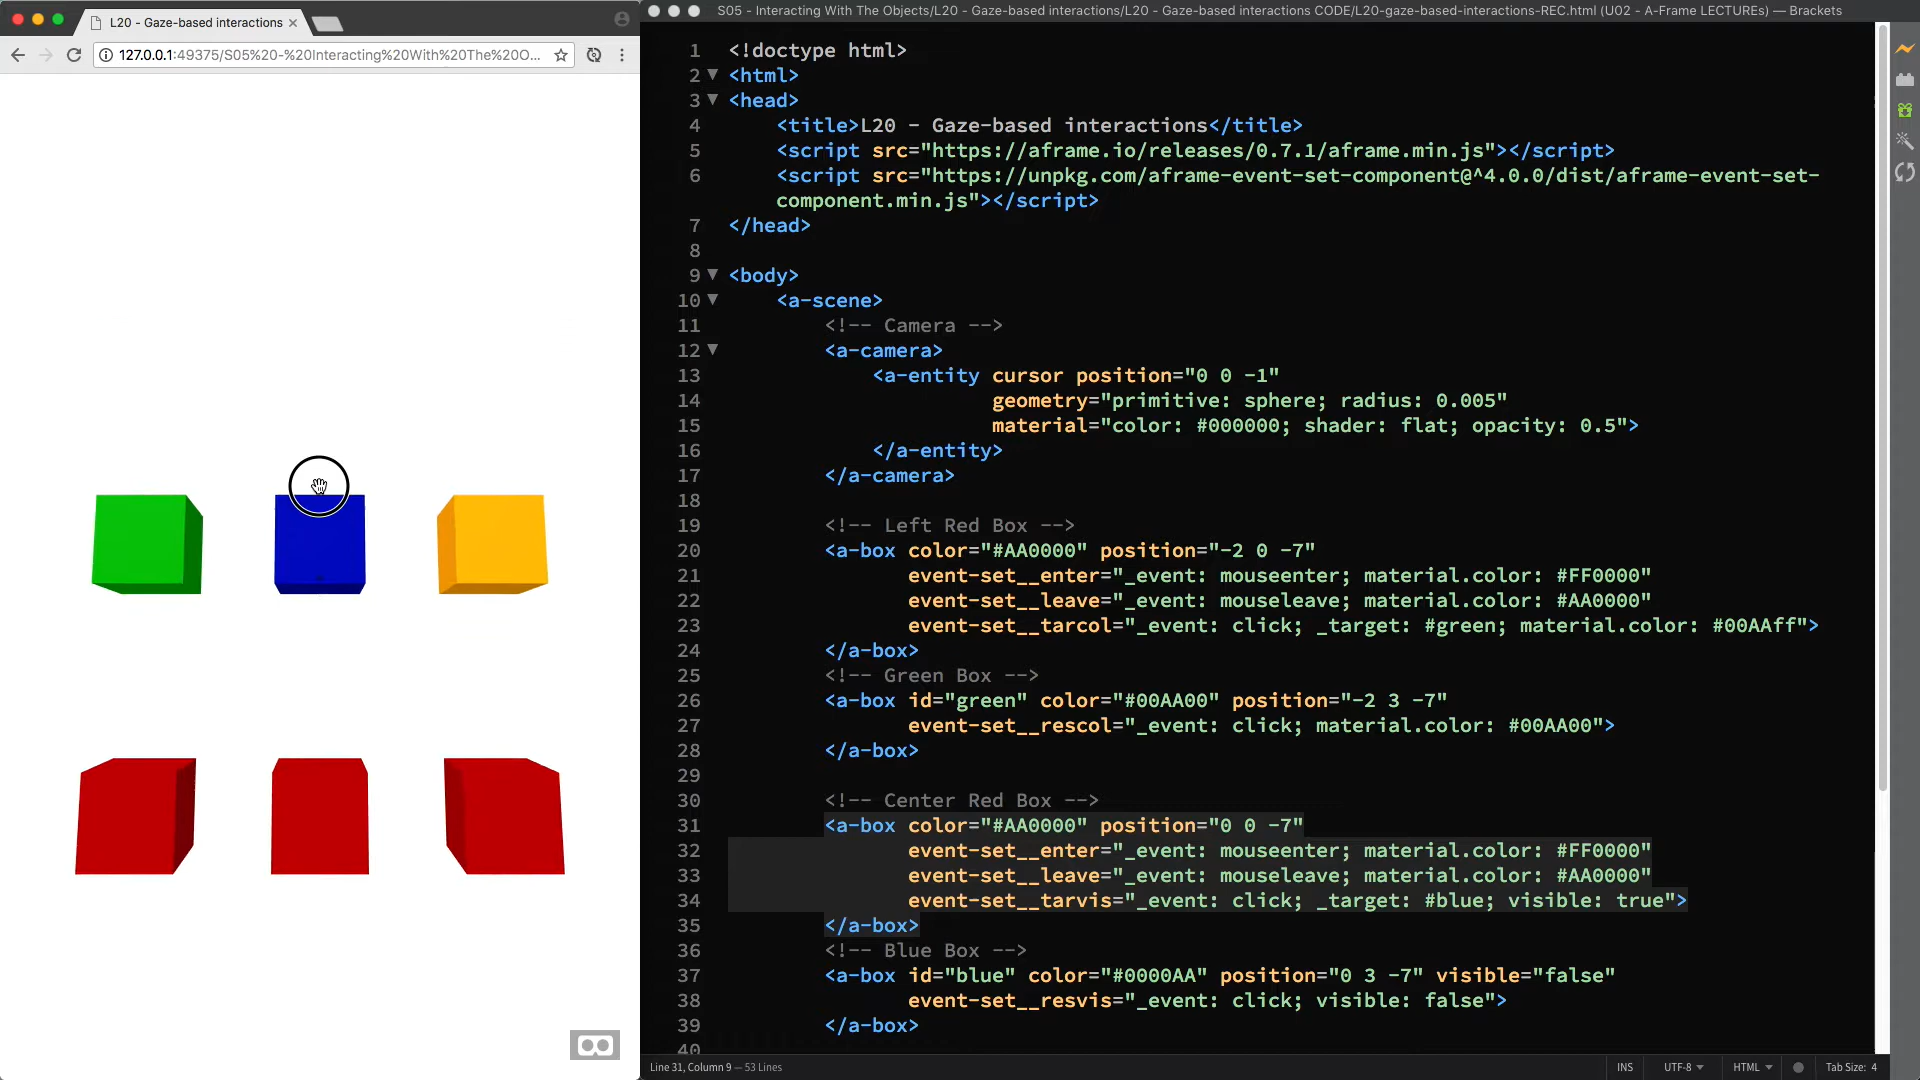 L20 - Gaze-based interactions
127.0.0.1:49375/S05%20-%20Interacting%20With%20The%20O...
S05 - Interacting With The Objects/L20 - Gaze-based interactions/L20 - Gaze-based interactions CODE/L20-gaze-based-interactions-REC.html (U02 - A-Frame LECTUREs) — Brackets
1 <!doctype html>
2 <html>
3 <head>
4 <title>L20 - Gaze-based interactions</title>
5 <script src="https://aframe.io/releases/0.7.1/aframe.min.js"></script>
6 <script src="https://unpkg.com/aframe-event-set-component@^4.0.0/dist/aframe-event-set-
component.min.js"></script>
7 </head>
8
9 <body>
10 <a-scene>
11 <!-- Camera -->
12 <a-camera>
13 <a-entity cursor position="0 0 -1"
14 geometry="primitive: sphere; radius: 0.005"
15 material="color: #000000; shader: flat; opacity: 0.5">
16 </a-entity>
17 </a-camera>
18
19 <!-- Left Red Box -->
20 <a-box color="#AA0000" position="-2 0 -7"
21 event-set__enter="_event: mouseenter; material.color: #FF0000"
22 event-set__leave="_event: mouseleave; material.color: #AA0000"
23 event-set__tarcol="_event: click; _target: #green; material.color: #00AAff">
24 </a-box>
25 <!-- Green Box -->
26 <a-box id="green" color="#00AA00" position="-2 3 -7"
27 event-set__rescol="_event: click; material.color: #00AA00">
28 </a-box>
29
30 <!-- Center Red Box -->
31 <a-box color="#AA0000" position="0 0 -7"
32 event-set__enter="_event: mouseenter; material.color: #FF0000"
33 event-set__leave="_event: mouseleave; material.color: #AA0000"
34 event-set__tarvis="_event: click; _target: #blue; visible: true">
35 </a-box>
36 <!-- Blue Box -->
37 <a-box id="blue" color="#0000AA" position="0 3 -7" visible="false"
38 event-set__resvis="_event: click; visible: false">
39 </a-box>
40
Line 31, Column 9 — 53 Lines
INS
UTF-8
HTML
Tab Size: 4